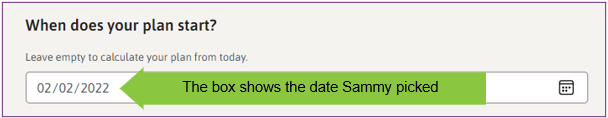 When does your plan start?
Leave empty to calculate your plan from today.
02/02/2022 The box shows the date Sammy picked